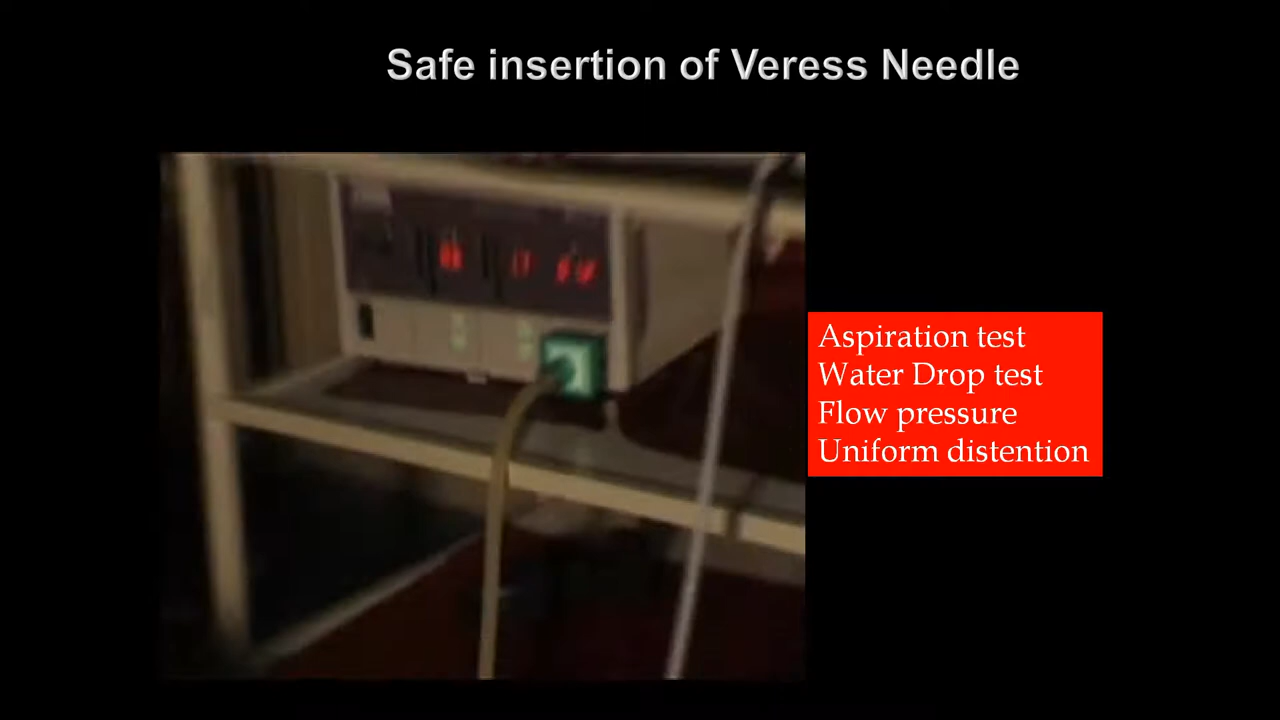 Safe insertion of Veress Needle
Aspiration test
Water Drop test
Flow pressure
Uniform distention